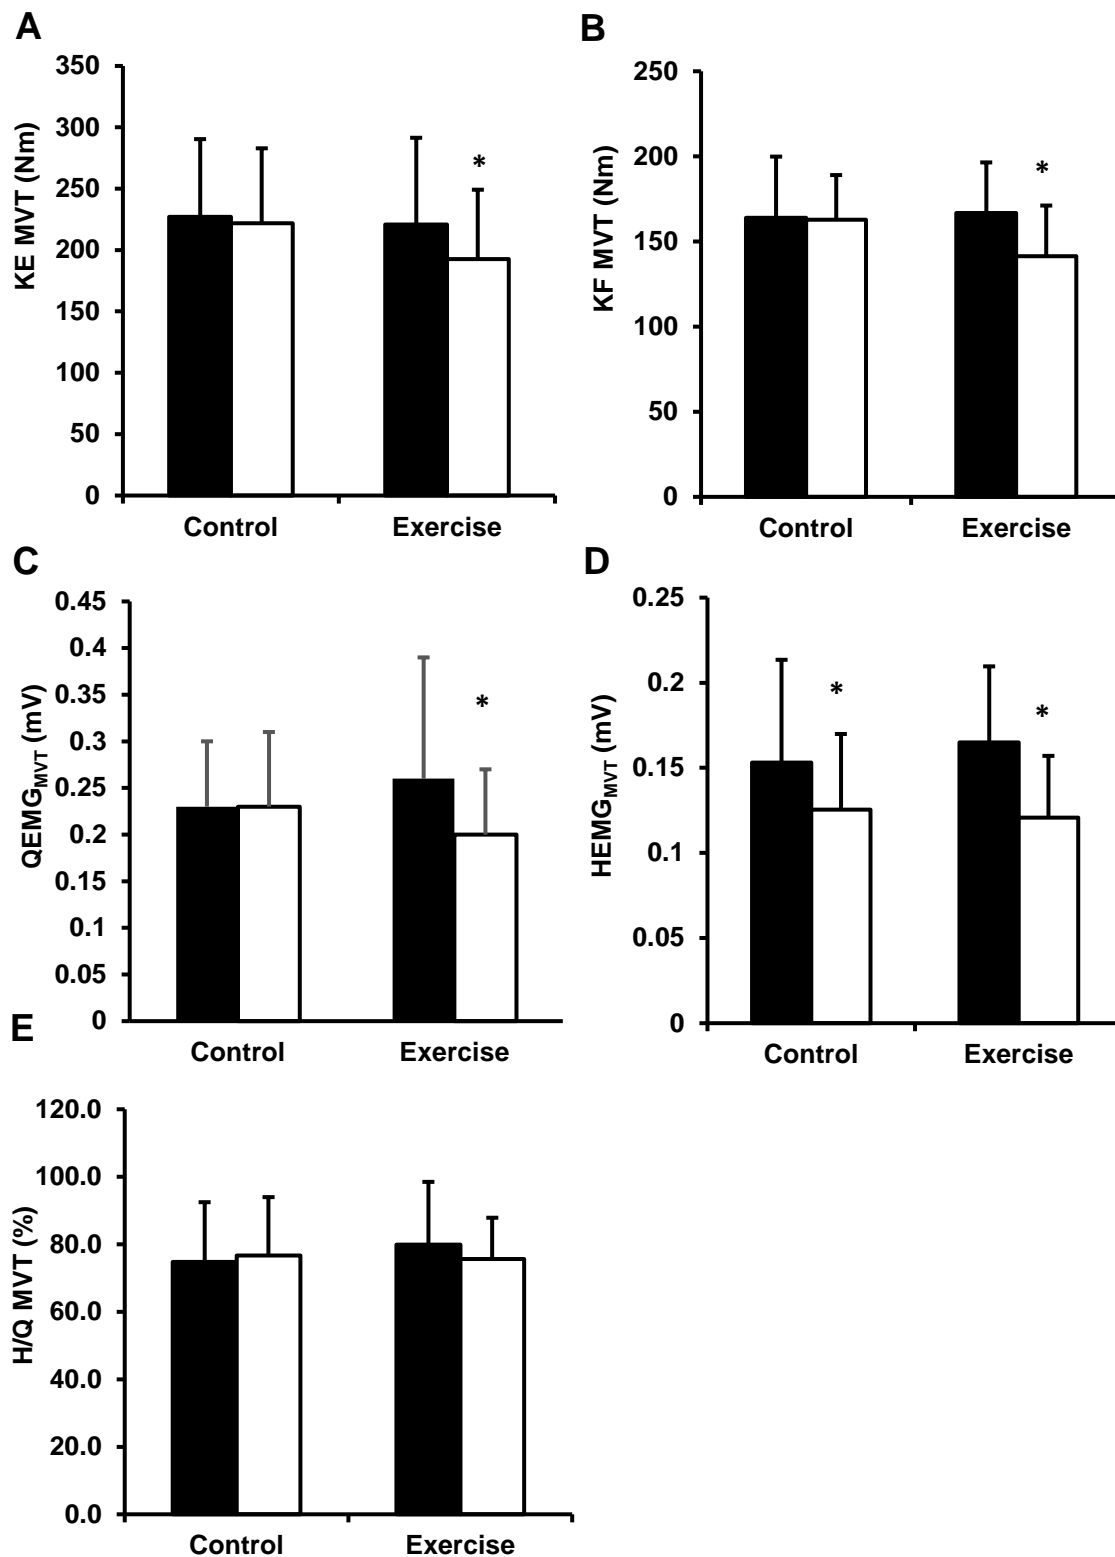 A
KE MVT (Nm)
350
300
250
200
150
100
50
0
*
Control Exercise
B
KF MVT (Nm)
250
200
150
100
50
0
*
Control Exercise
C
QEMG_MVT (mV)
0.45
0.4
0.35
0.3
0.25
0.2
0.15
0.1
0.05
0
*
Control Exercise
D
HEMG_MVT (mV)
0.25
0.2
0.15
0.1
0.05
0
*
*
Control Exercise
E
H/Q MVT (%)
120.0
100.0
80.0
60.0
40.0
20.0
0.0
Control Exercise